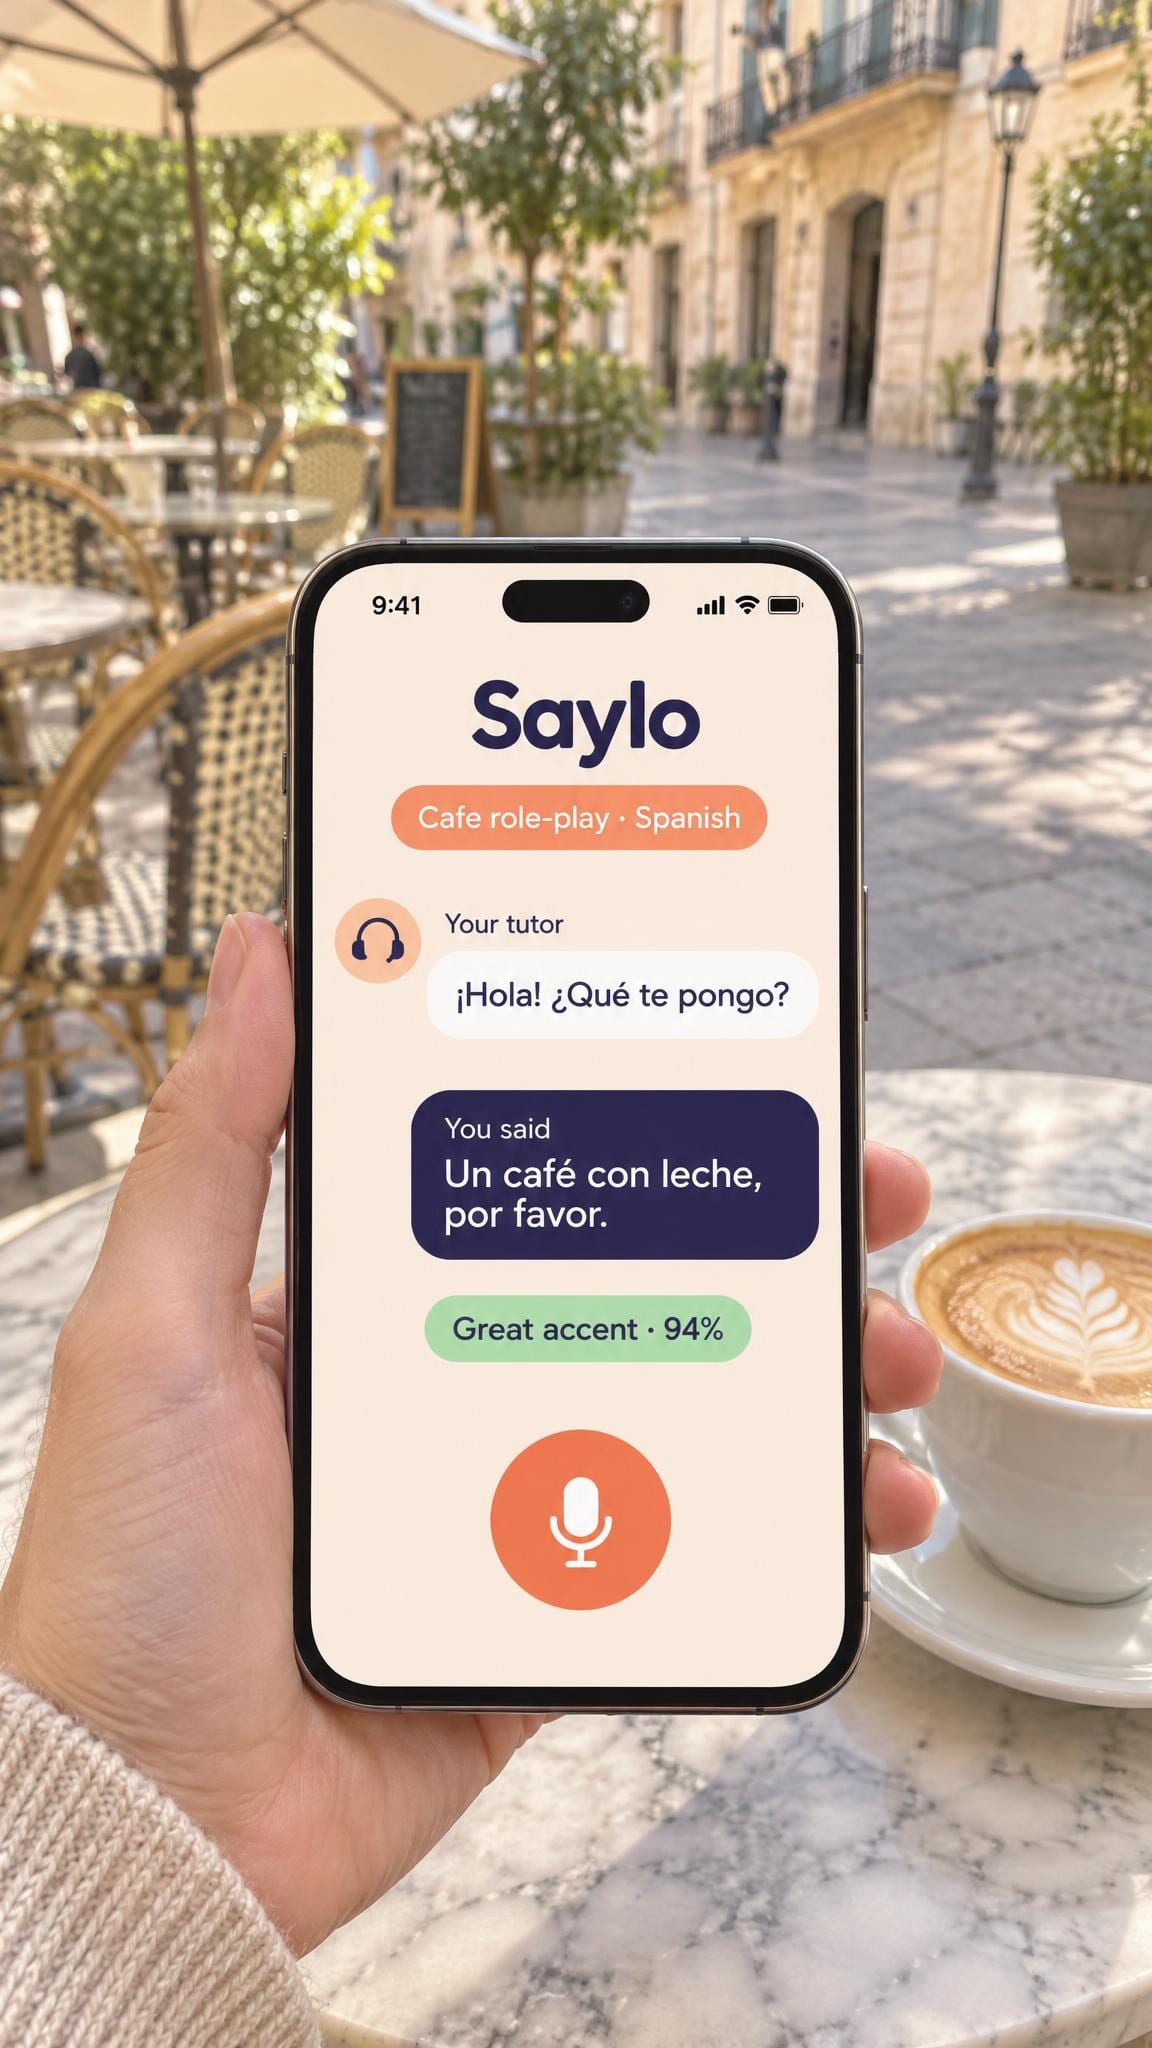 9:41
Saylo
Cafe role-play · Spanish
Your tutor
¡Hola! ¿Qué te pongo?
You said
Un café con leche,
por favor.
Great accent · 94%